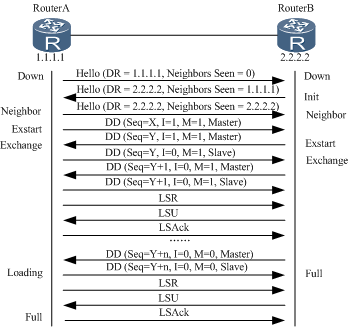 RouterA RouterB
R R
1.1.1.1 2.2.2.2
Down Hello (DR = 1.1.1.1, Neighbors Seen = 0) Down
Hello (DR = 2.2.2.2, Neighbors Seen = 1.1.1.1) Init
Neighbor Hello (DR = 2.2.2.2, Neighbors Seen = 2.2.2.2) Neighbor
Exstart DD (Seq=X, I=1, M=1, Master)
Exchange DD (Seq=Y, I=1, M=1, Master) Exstart
DD (Seq=Y, I=0, M=1, Slave) Exchange
DD (Seq=Y+1, I=0, M=1, Master)
DD (Seq=Y+1, I=0, M=1, Slave)
LSR
LSU
LSAck
......
DD (Seq=Y+n, I=0, M=0, Master)
Loading DD (Seq=Y+n, I=0, M=0, Slave) Full
LSR
LSU
Full LSAck